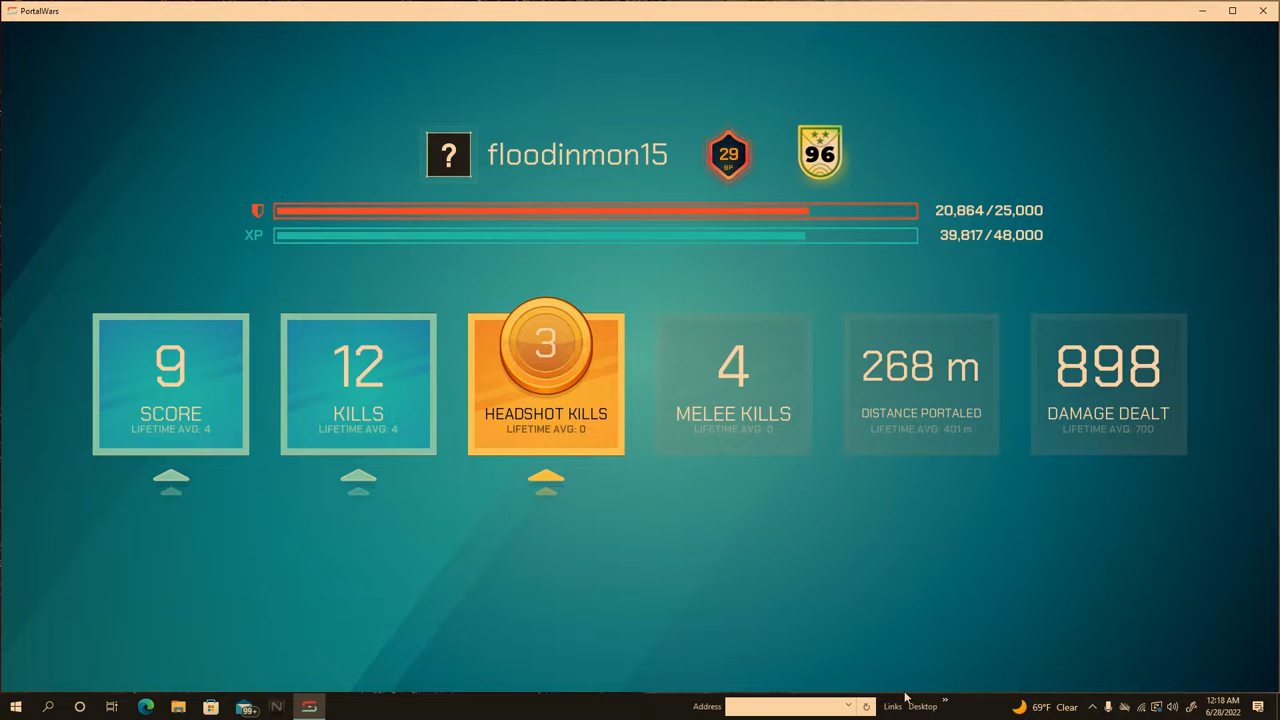 PortalWars
? floodinmon15 29 BP 96
20,864/25,000
XP 39,817/48,000
9
SCORE
LIFETIME AVG: 4
12
KILLS
LIFETIME AVG: 4
3
HEADSHOT KILLS
LIFETIME AVG: 0
4
MELEE KILLS
LIFETIME AVG: 0
268 m
DISTANCE PORTALED
LIFETIME AVG: 401 m
898
DAMAGE DEALT
LIFETIME AVG: 700
99+ N Address Links Desktop » 69°F Clear
12:18 AM
6/28/2022